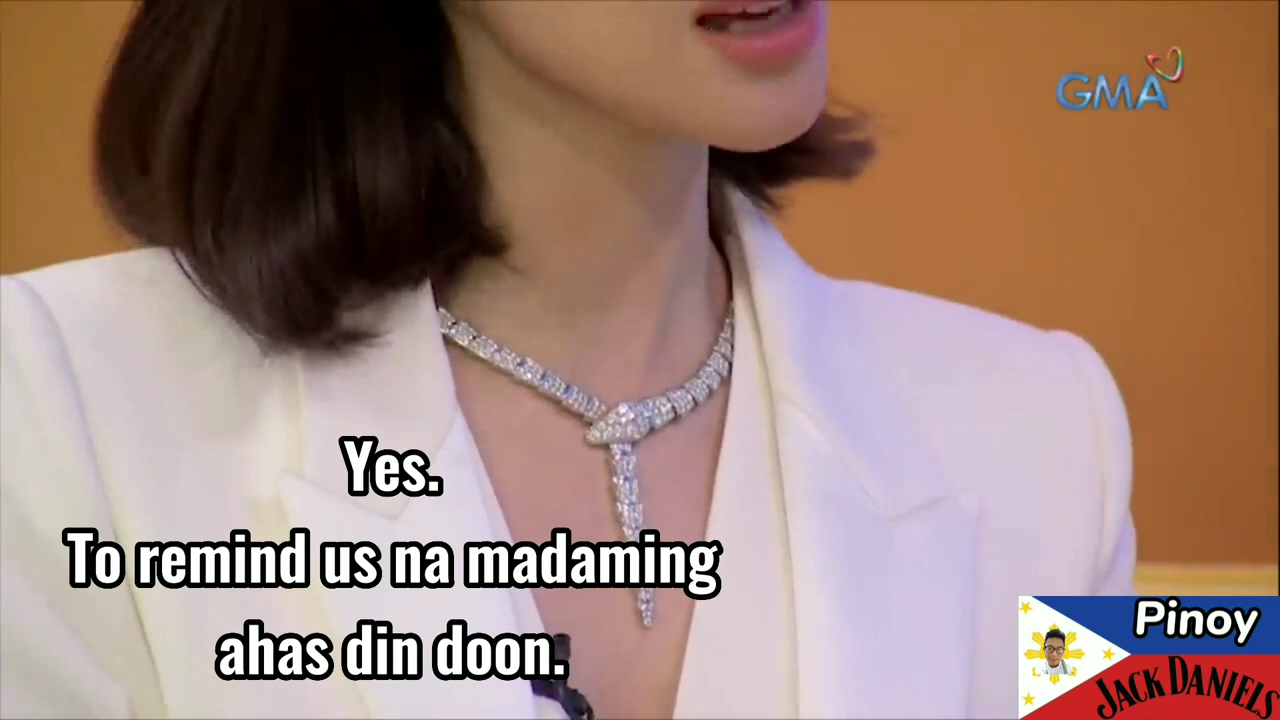 GMA
Yes.
To remind us na madaming
ahas din doon.
Pinoy
JACK DANIELS